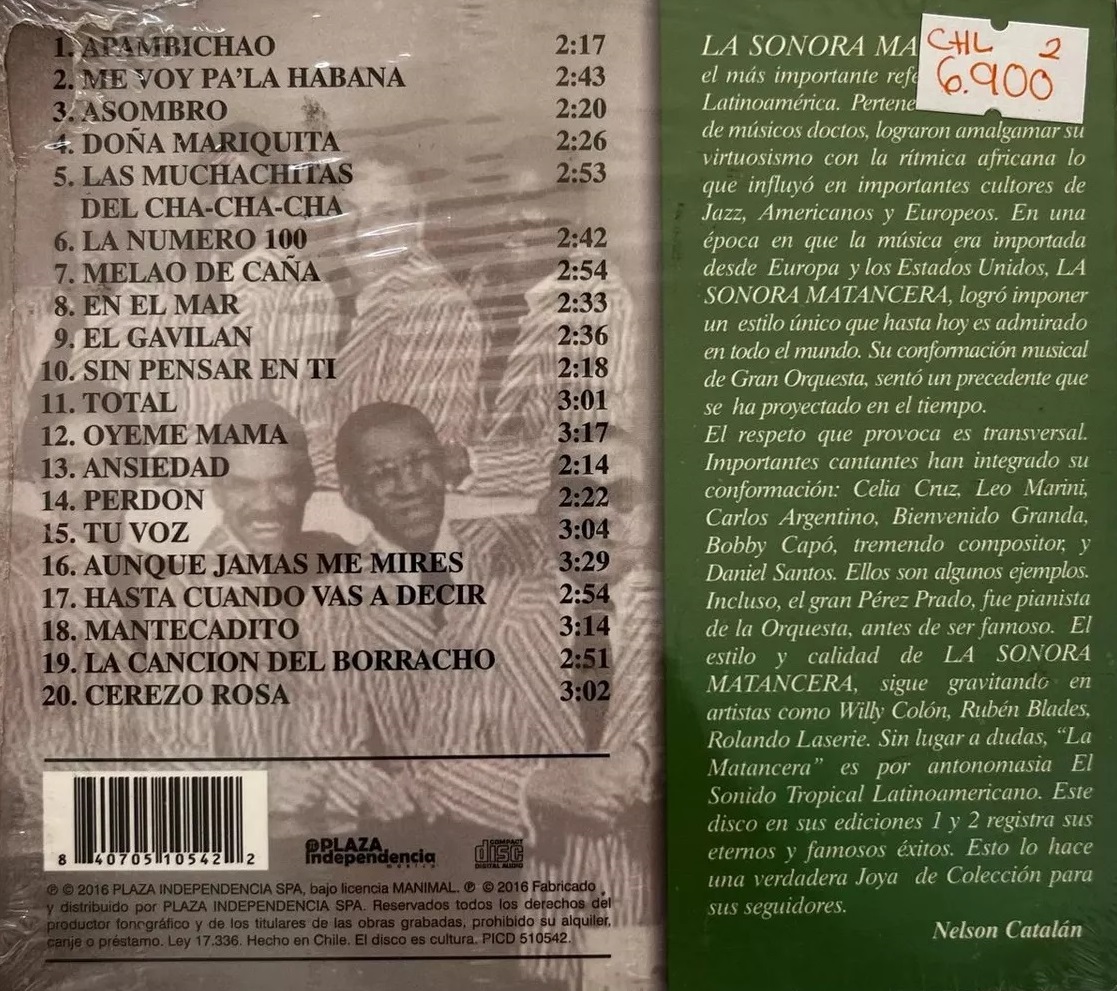 1. APAMBICHAO 2:17
2. ME VOY PA'LA HABANA 2:43
3. ASOMBRO 2:20
4. DOÑA MARIQUITA 2:26
5. LAS MUCHACHITAS 2:53
DEL CHA-CHA-CHA
6. LA NUMERO 100 2:42
7. MELAO DE CAÑA 2:54
8. EN EL MAR 2:33
9. EL GAVILAN 2:36
10. SIN PENSAR EN TI 2:18
11. TOTAL 3:01
12. OYEME MAMA 3:17
13. ANSIEDAD 2:14
14. PERDON 2:22
15. TU VOZ 3:04
16. AUNQUE JAMAS ME MIRES 3:29
17. HASTA CUANDO VAS A DECIR 2:54
18. MANTECADITO 3:14
19. LA CANCION DEL BORRACHO 2:51
20. CEREZO ROSA 3:02
8 40705 10542 2
PLAZA
Independencia
COMPACT
disc
DIGITAL AUDIO
℗ © 2016 PLAZA INDEPENDENCIA SPA, bajo licencia MANIMAL. ℗ © 2016 Fabricado
y distribuido por PLAZA INDEPENDENCIA SPA. Reservados todos los derechos del
productor fonográfico y de los titulares de las obras grabadas, prohibido su alquiler,
canje o préstamo. Ley 17.336. Hecho en Chile. El disco es cultura. PICD 510542.
CHL 2
6.900
LA SONORA MA
el más importante refe
Latinoamérica. Pertene
de músicos doctos, lograron amalgamar su
virtuosismo con la rítmica africana lo
que influyó en importantes cultores de
Jazz, Americanos y Europeos. En una
época en que la música era importada
desde Europa y los Estados Unidos, LA
SONORA MATANCERA, logró imponer
un estilo único que hasta hoy es admirado
en todo el mundo. Su conformación musical
de Gran Orquesta, sentó un precedente que
se ha proyectado en el tiempo.
El respeto que provoca es transversal.
Importantes cantantes han integrado su
conformación: Celia Cruz, Leo Marini,
Carlos Argentino, Bienvenido Granda,
Bobby Capó, tremendo compositor, y
Daniel Santos. Ellos son algunos ejemplos.
Incluso, el gran Pérez Prado, fue pianista
de la Orquesta, antes de ser famoso. El
estilo y calidad de LA SONORA
MATANCERA, sigue gravitando en
artistas como Willy Colón, Rubén Blades,
Rolando Laserie. Sin lugar a dudas, "La
Matancera" es por antonomasia El
Sonido Tropical Latinoamericano. Este
disco en sus ediciones 1 y 2 registra sus
eternos y famosos éxitos. Esto lo hace
una verdadera Joya de Colección para
sus seguidores.
Nelson Catalán